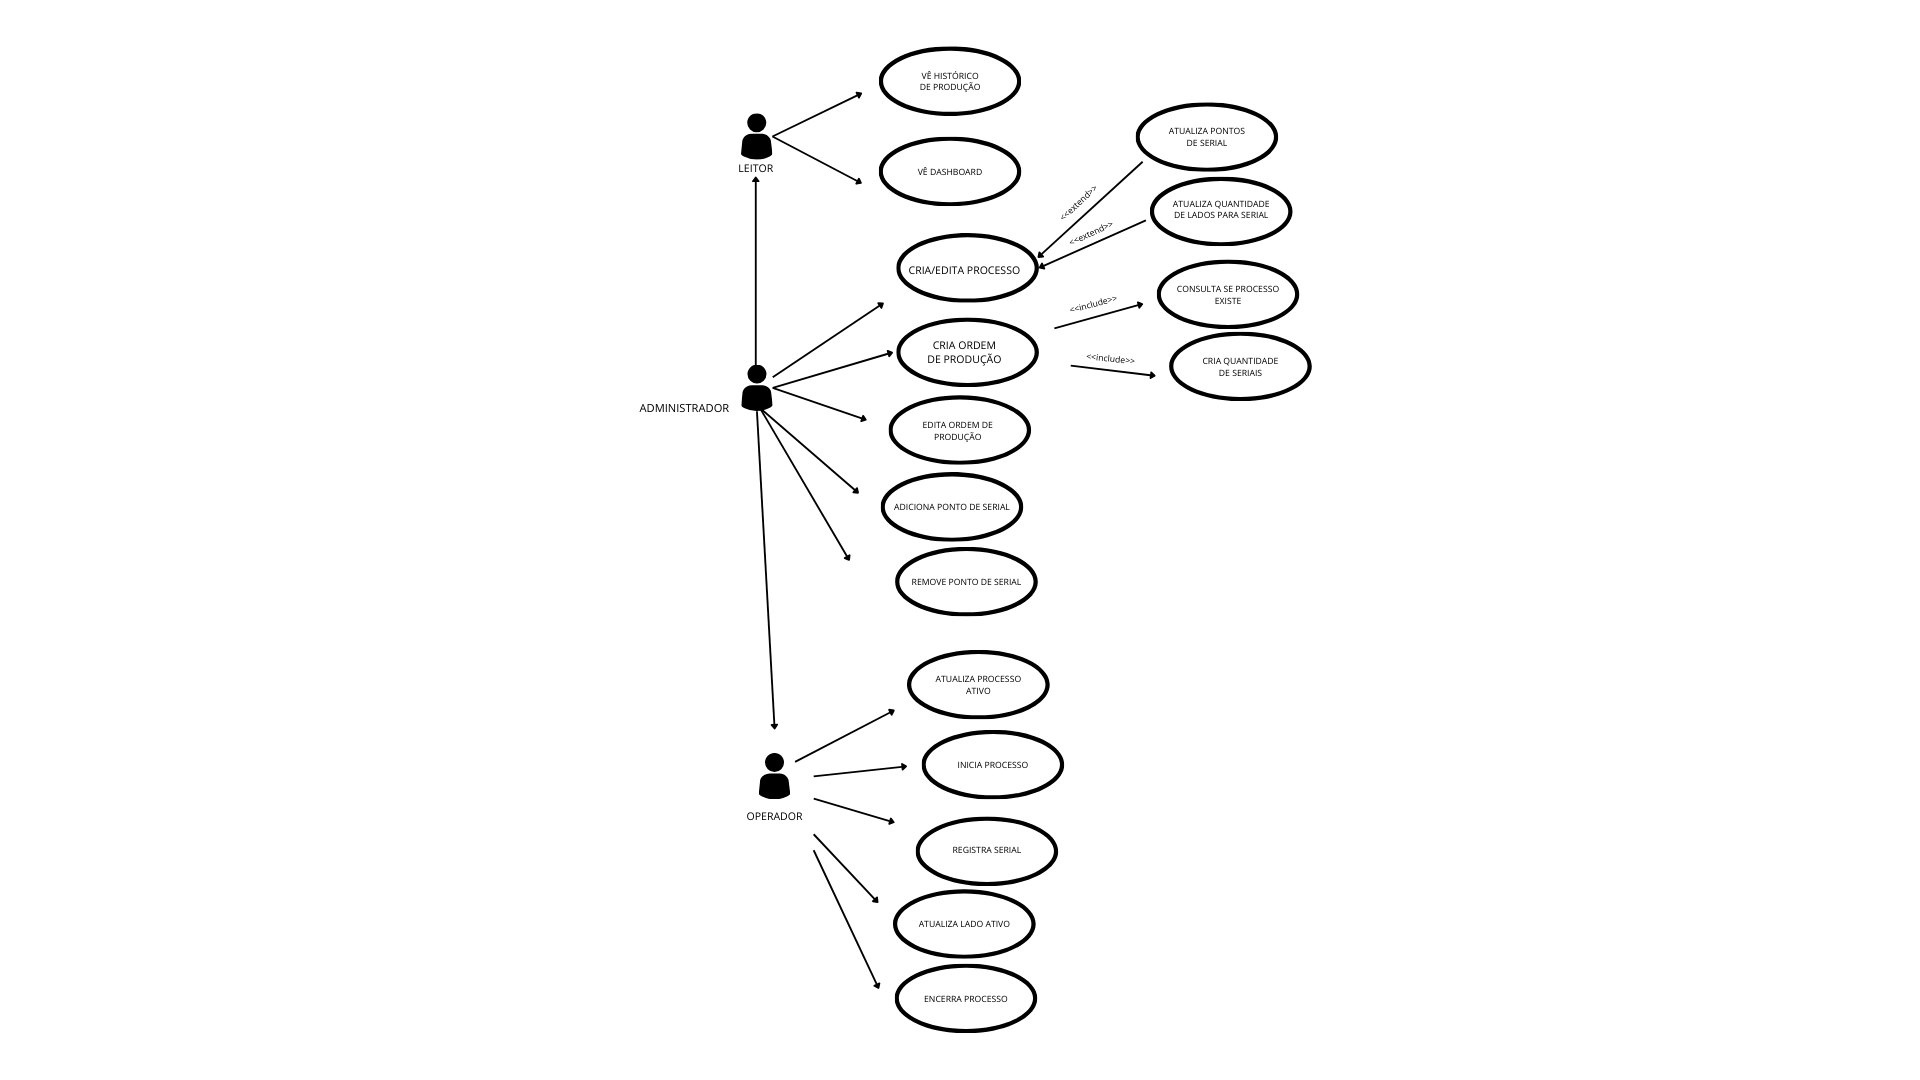 VÊ HISTÓRICO
DE PRODUÇÃO
LEITOR
VÊ DASHBOARD
ATUALIZA PONTOS
DE SERIAL
<<extend>>
ATUALIZA QUANTIDADE
DE LADOS PARA SERIAL
<<extend>>
CRIA/EDITA PROCESSO
CONSULTA SE PROCESSO
EXISTE
<<include>>
CRIA ORDEM
DE PRODUÇÃO
<<include>>
CRIA QUANTIDADE
DE SERIAIS
ADMINISTRADOR
EDITA ORDEM DE
PRODUÇÃO
ADICIONA PONTO DE SERIAL
REMOVE PONTO DE SERIAL
ATUALIZA PROCESSO
ATIVO
INICIA PROCESSO
OPERADOR
REGISTRA SERIAL
ATUALIZA LADO ATIVO
ENCERRA PROCESSO